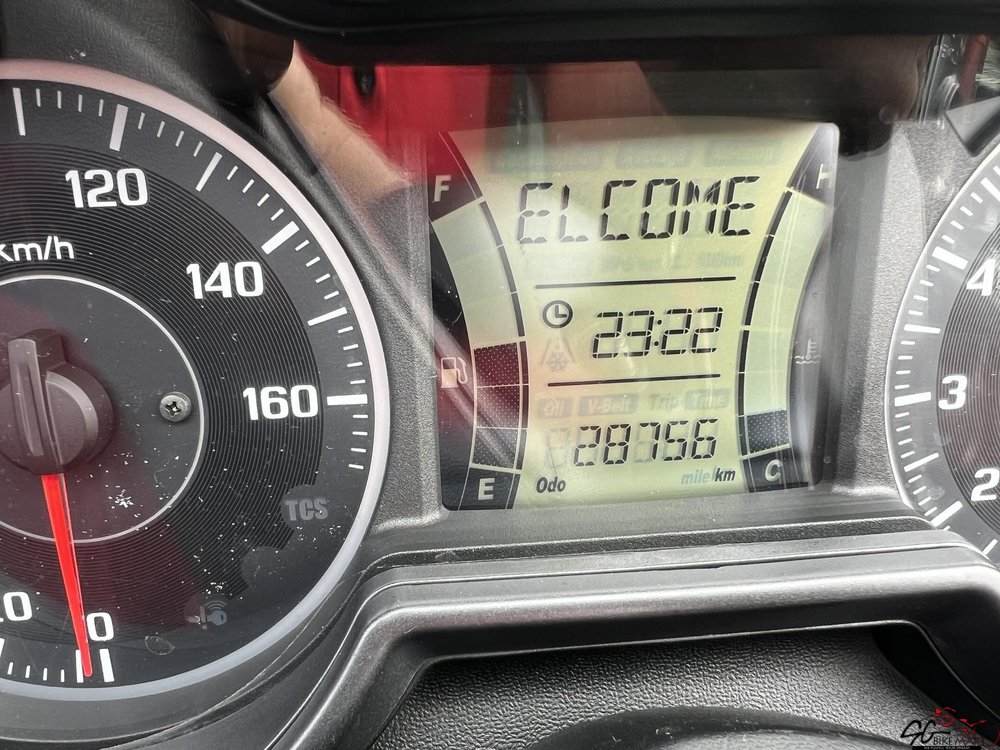 120
km/h
140
160
TCS
0
F
H
ELCOME
23:22
Oil V-Belt Trip Time
28756
Odo
mile/km
E
C
4
3
2